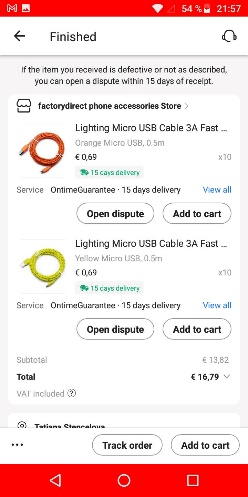 54% 21:57
Finished
If the item you received is defective or not as described,
you can open a dispute within 15 days of receipt.
factorydirect phone accessories Store
Lighting Micro USB Cable 3A Fast ...
Orange Micro USB, 0.5m
€ 0,69 x10
15 days delivery
Service OntimeGuarantee · 15 days delivery View all
Open dispute Add to cart
Lighting Micro USB Cable 3A Fast ...
Yellow Micro USB, 0.5m
€ 0,69 x10
15 days delivery
Service OntimeGuarantee · 15 days delivery View all
Open dispute Add to cart
Subtotal € 13,82
Total € 16,79
VAT included
Tatiana Stencelova
Track order Add to cart